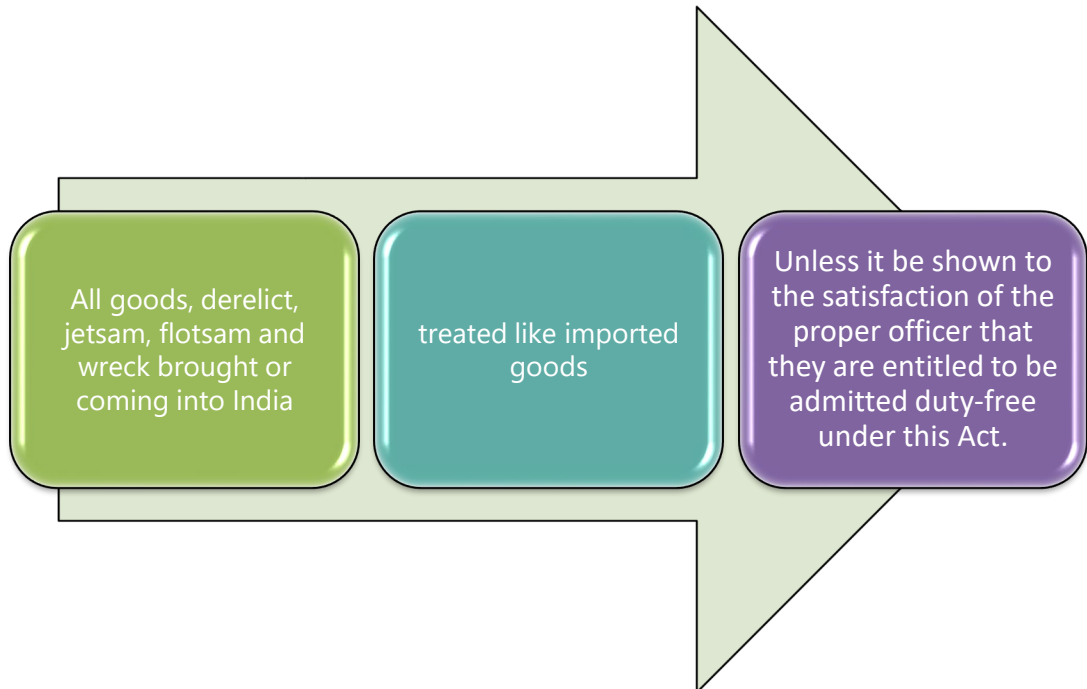 All goods, derelict,
jetsam, flotsam and
wreck brought or
coming into India
treated like imported
goods
Unless it be shown to
the satisfaction of the
proper officer that
they are entitled to be
admitted duty-free
under this Act.